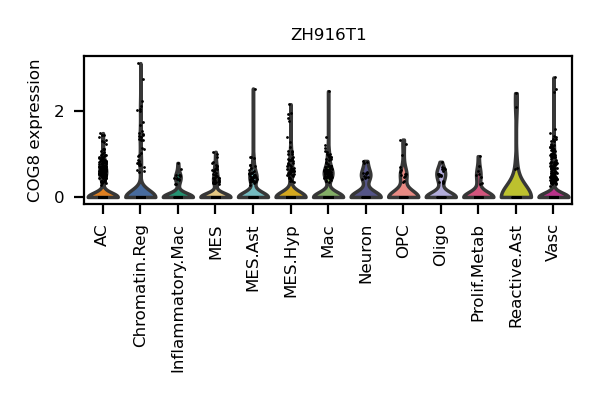 ZH916T1
COG8 expression
2
0
AC
Chromatin.Reg
Inflammatory.Mac
MES
MES.Ast
MES.Hyp
Mac
Neuron
OPC
Oligo
Prolif.Metab
Reactive.Ast
Vasc